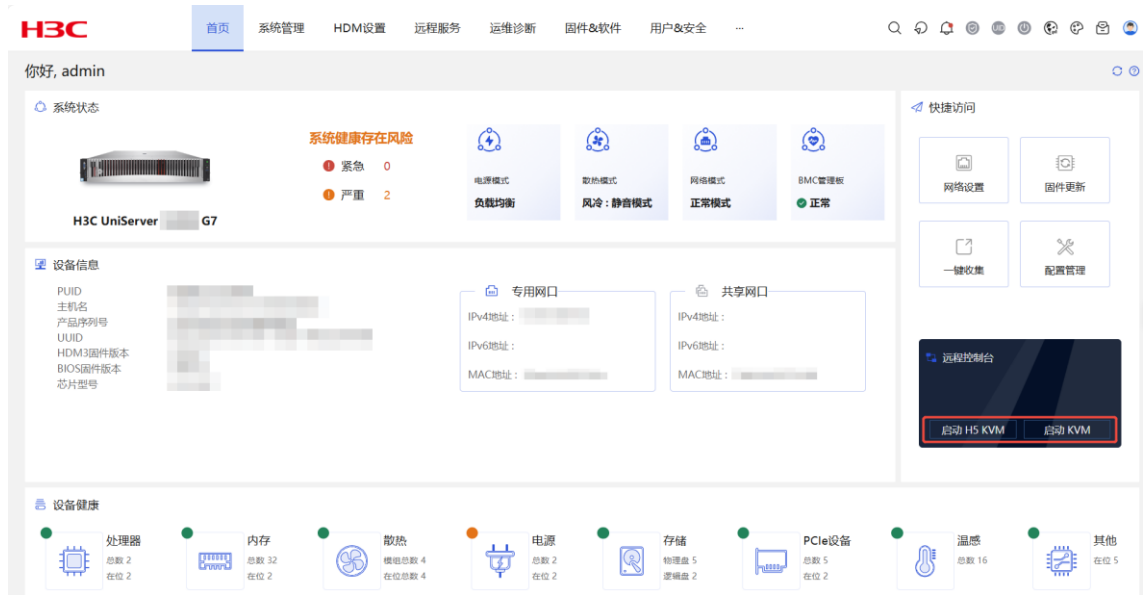 H3C 首页 系统管理 HDM设置 远程服务 运维诊断 固件&软件 用户&安全 ...
UID
你好, admin
系统状态
系统健康存在风险
紧急 0
严重 2
H3C UniServer G7
电源模式
负载均衡
散热模式
风冷：静音模式
网络模式
正常模式
BMC管理板
正常
快捷访问
网络设置
固件更新
一键收集
配置管理
设备信息
PUID
主机名
产品序列号
UUID
HDM3固件版本
BIOS固件版本
芯片型号
专用网口
IPv4地址：
IPv6地址：
MAC地址：
共享网口
IPv4地址：
IPv6地址：
MAC地址：
远程控制台
启动 H5 KVM 启动 KVM
设备健康
处理器
总数 2
在位 2
内存
总数 32
在位 2
散热
模组总数 4
在位总数 4
电源
总数 2
在位 2
存储
物理盘 5
逻辑盘 2
PCIe设备
总数 5
在位 2
温感
总数 16
其他
在位 5